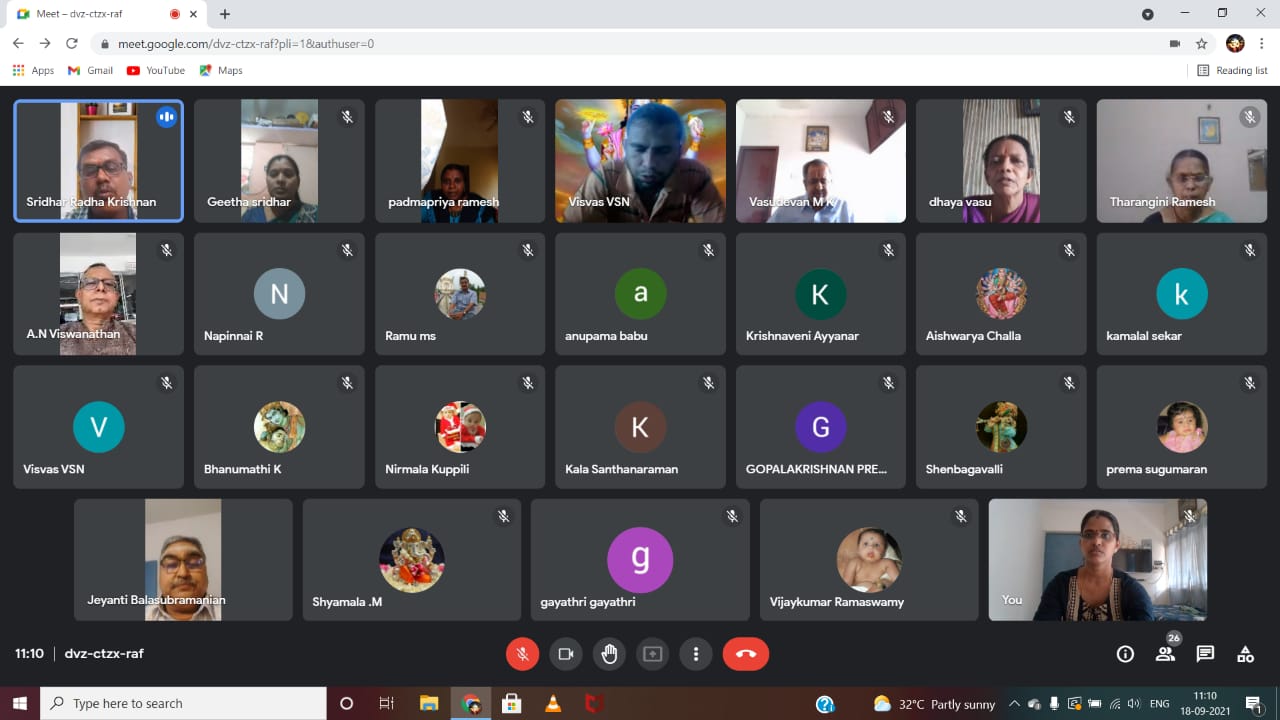 Meet – dvz-ctzx-raf
meet.google.com/dvz-ctzx-raf?pli=1&authuser=0
Apps Gmail YouTube Maps Reading list
Sridhar Radha Krishnan
Geetha sridhar
padmapriya ramesh
Visvas VSN
Vasudevan M K
dhaya vasu
Tharangini Ramesh
A.N Viswanathan
N
Napinnai R
Ramu ms
a
anupama babu
K
Krishnaveni Ayyanar
Aishwarya Challa
k
kamalal sekar
V
Visvas VSN
Bhanumathi K
Nirmala Kuppili
K
Kala Santhanaraman
G
GOPALAKRISHNAN PRE...
Shenbagavalli
prema sugumaran
Jeyanti Balasubramanian
Shyamala .M
g
gayathri gayathri
Vijaykumar Ramaswamy
You
11:10 | dvz-ctzx-raf
26
Type here to search
32°C Partly sunny
ENG
11:10
18-09-2021
1